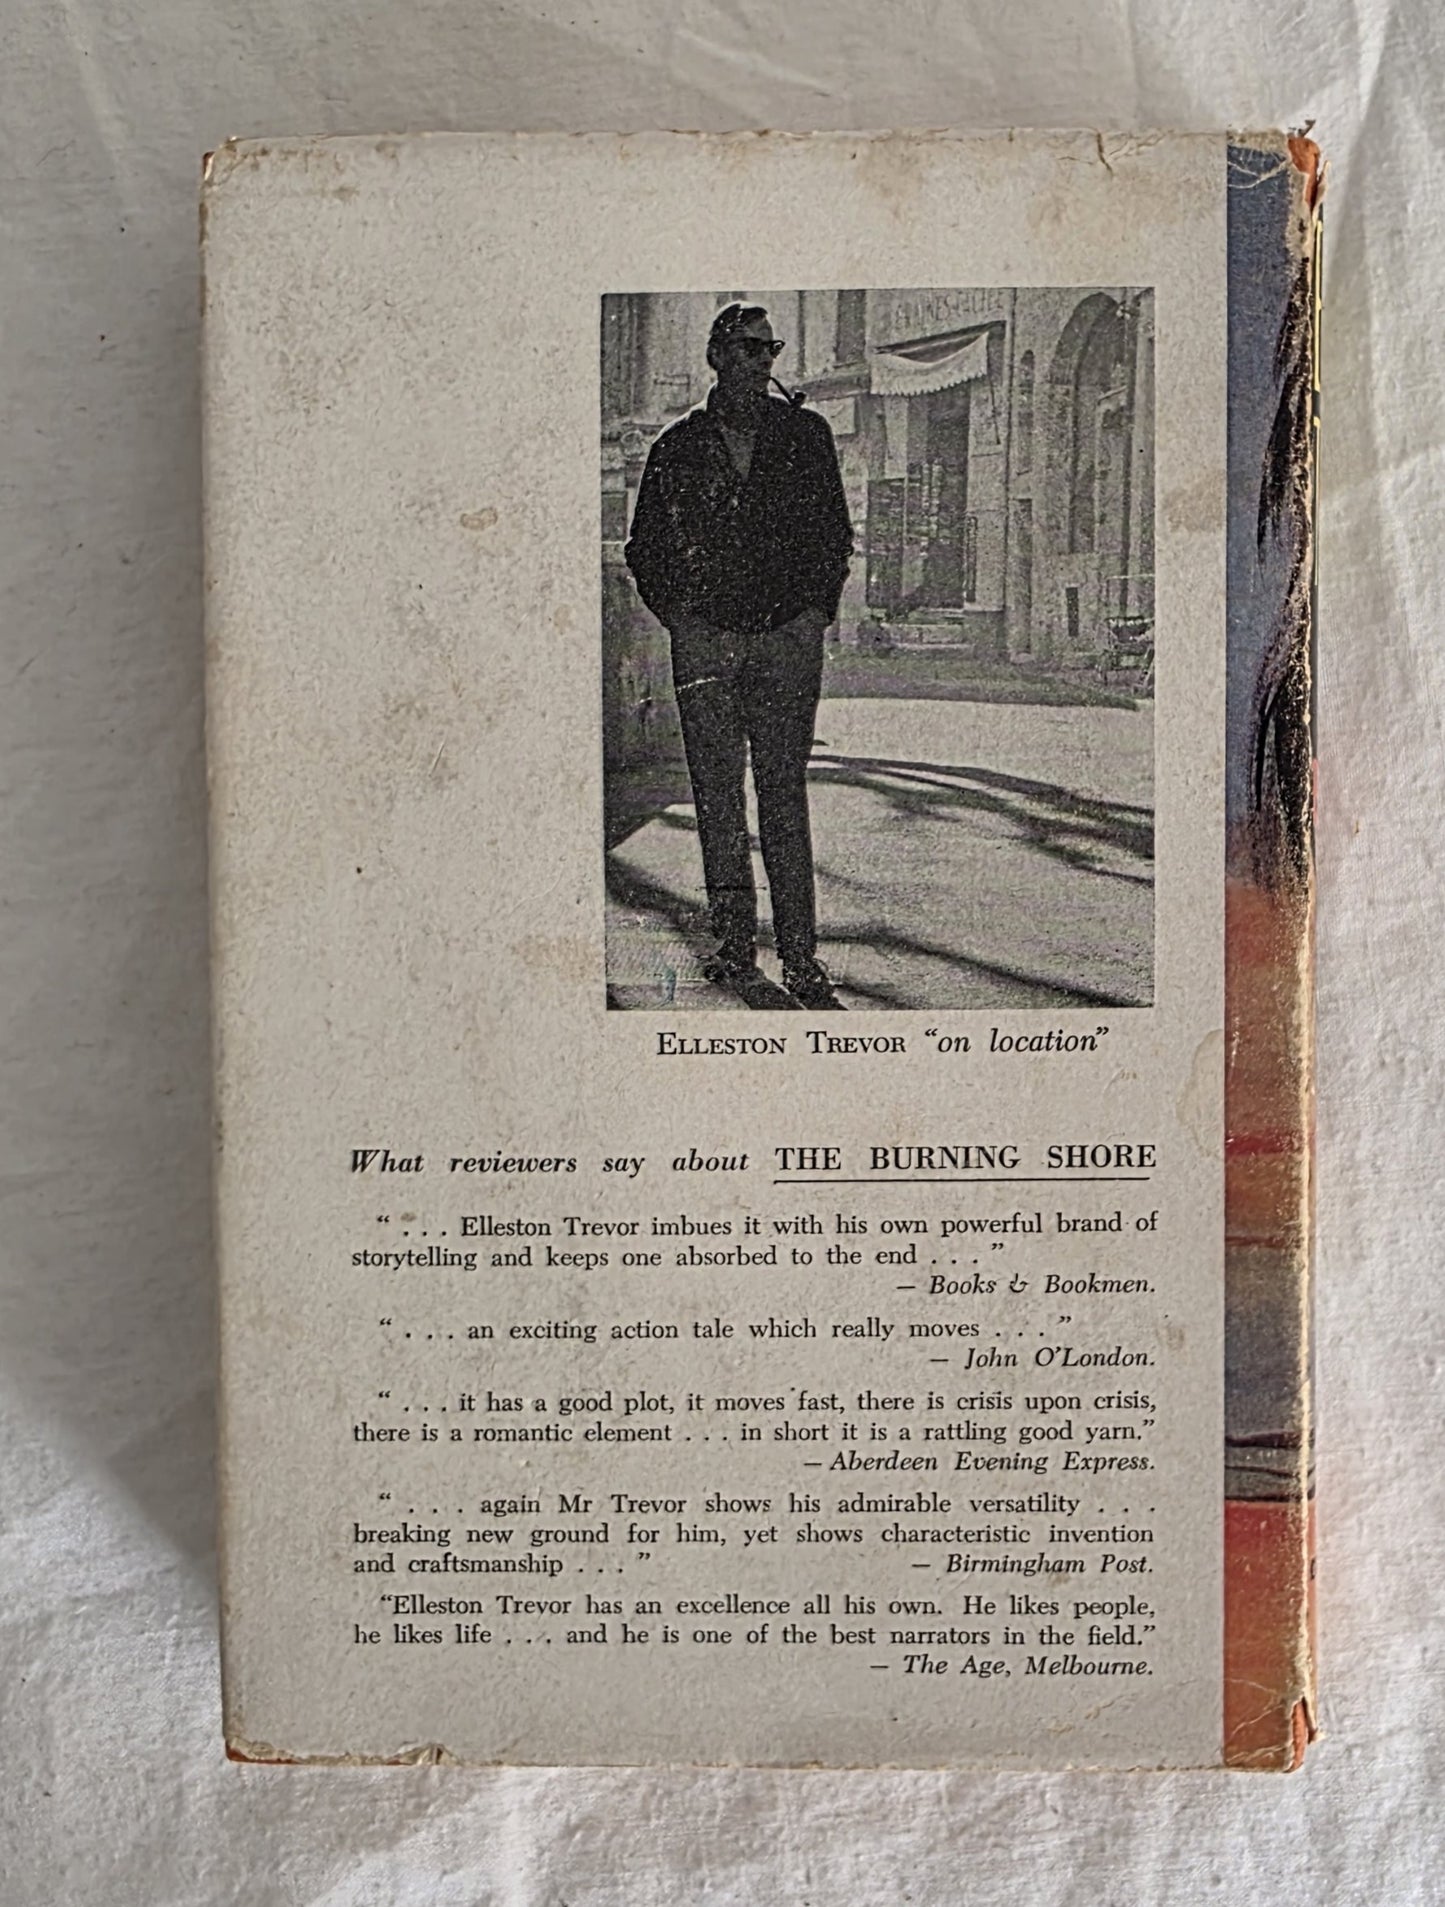 ELLESTON TREVOR “on location”
What reviewers say about THE BURNING SHORE
“ . . . Elleston Trevor imbues it with his own powerful brand of
storytelling and keeps one absorbed to the end . . . ”
— Books & Bookmen.
“ . . . an exciting action tale which really moves . . . ”
— John O’London.
“ . . . it has a good plot, it moves fast, there is crisis upon crisis,
there is a romantic element . . . in short it is a rattling good yarn.”
— Aberdeen Evening Express.
“ . . . again Mr Trevor shows his admirable versatility . . .
breaking new ground for him, yet shows characteristic invention
and craftsmanship . . . ” — Birmingham Post.
“Elleston Trevor has an excellence all his own. He likes people,
he likes life . . . and he is one of the best narrators in the field.”
— The Age, Melbourne.